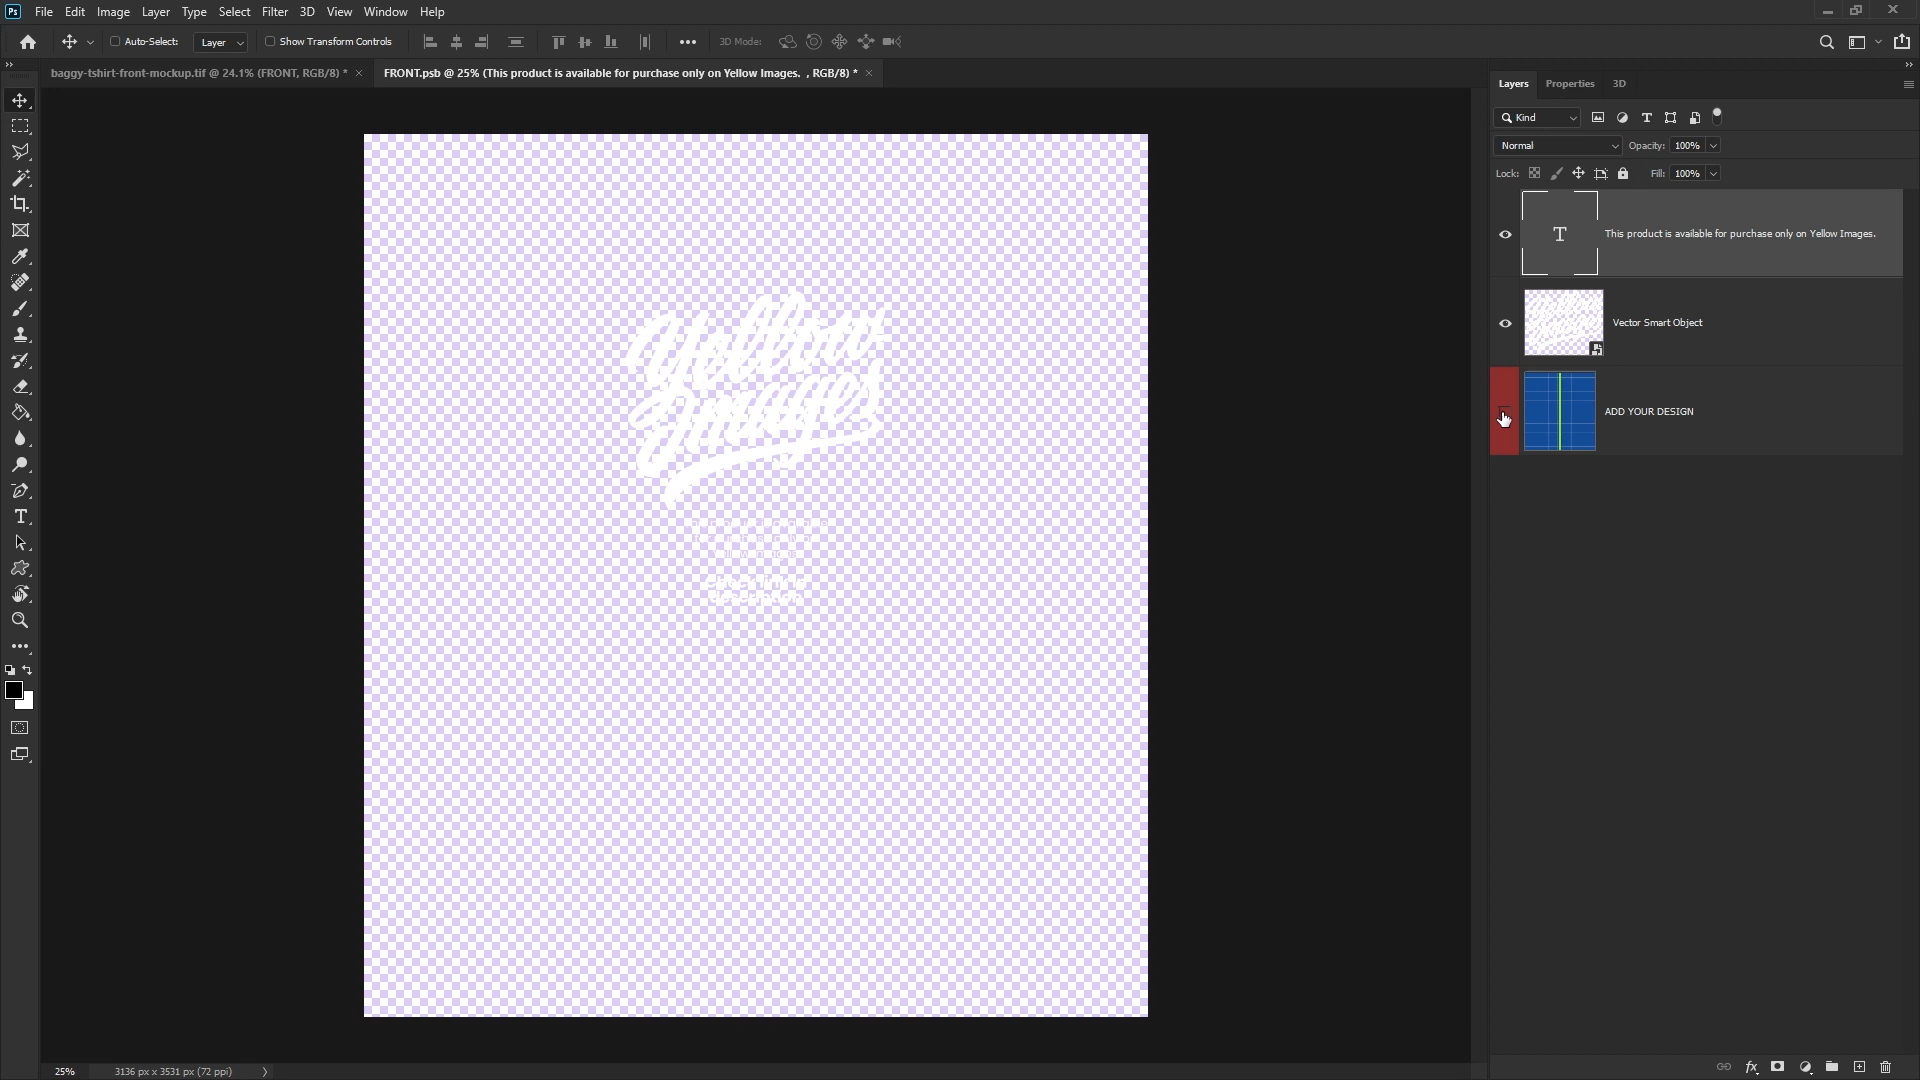 Ps File Edit Image Layer Type Select Filter 3D View Window Help
Auto-Select: Layer Show Transform Controls 3D Mode:
baggy-tshirt-front-mockup.tif @ 24.1% (FRONT, RGB/8) *
FRONT.psb @ 25% (This product is available for purchase only on Yellow Images. , RGB/8) *
Layers Properties 3D
Kind
Normal Opacity: 100%
Lock: Fill: 100%
This product is available for purchase only on Yellow Images.
Vector Smart Object
ADD YOUR DESIGN
Yellow
Images
description
25% 3136 px x 3531 px (72 ppi)